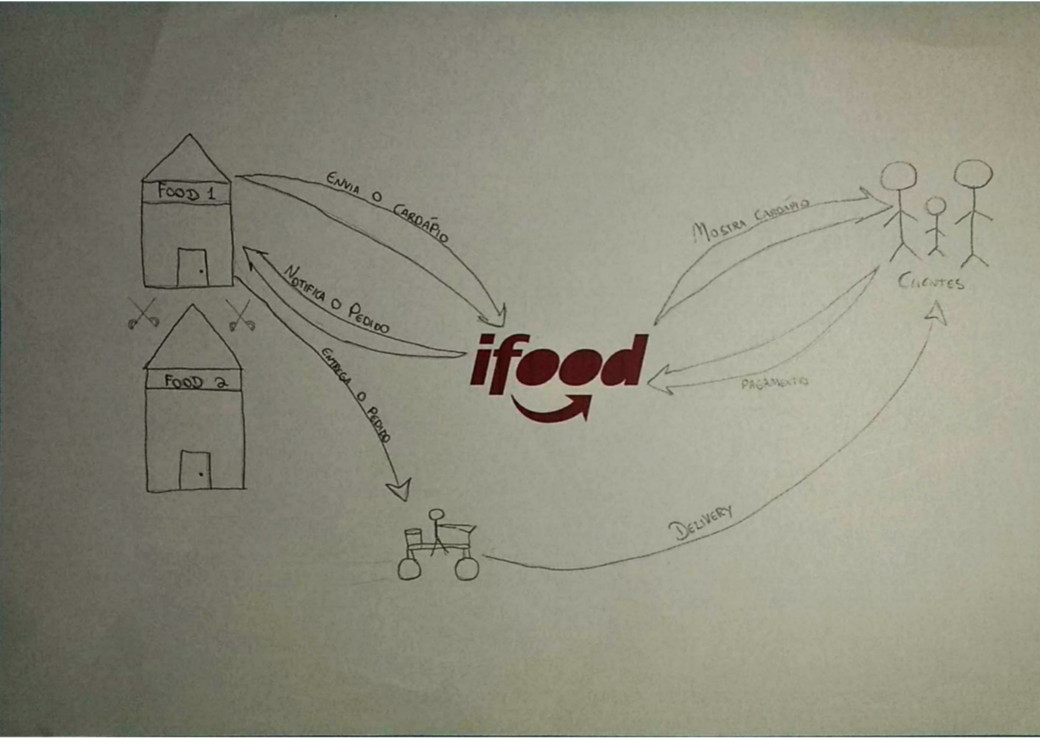 FOOD 1
ENVIA O CARDÁPIO
MOSTRA CARDÁPIO
CLIENTES
NOTIFICA O PEDIDO
ifood
FOOD 2
ENTREGA O PEDIDO
PAGAMENTO
DELIVERY